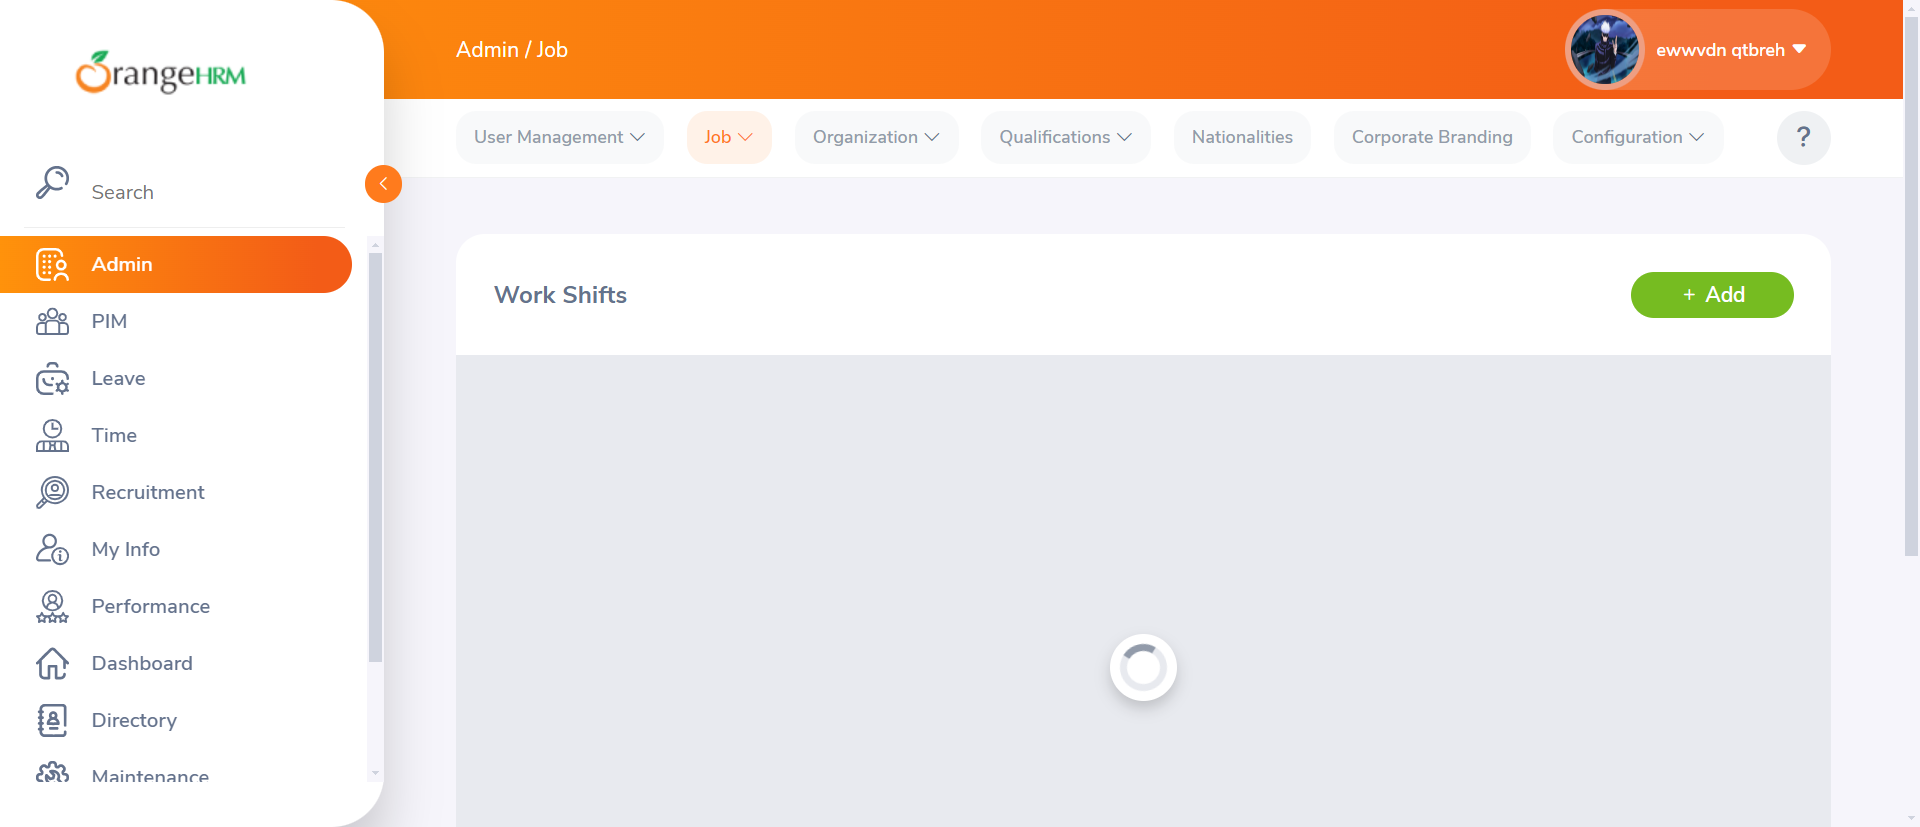 OrangeHRM
Admin / Job
ewwvdn qtbreh
User Management
Job
Organization
Qualifications
Nationalities
Corporate Branding
Configuration
?
Search
Admin
PIM
Leave
Time
Recruitment
My Info
Performance
Dashboard
Directory
Maintenance
Work Shifts
+ Add